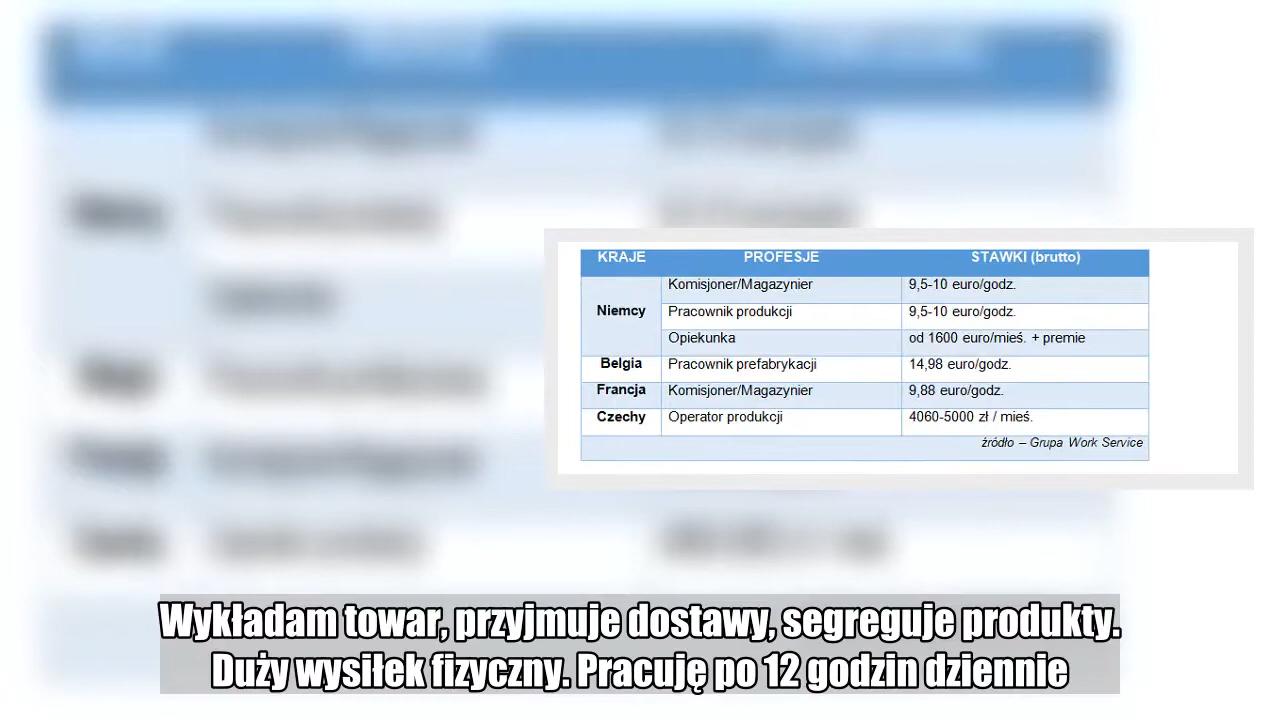 KRAJE PROFESJE STAWKI (brutto)
Komisjoner/Magazynier 9,5-10 euro/godz.
Niemcy Pracownik produkcji 9,5-10 euro/godz.
Opiekunka od 1600 euro/mieś. + premie
Belgia Pracownik prefabrykacji 14,98 euro/godz.
Francja Komisjoner/Magazynier 9,88 euro/godz.
Czechy Operator produkcji 4060-5000 zł / mieś.
źródło – Grupa Work Service
Wykładam towar, przyjmuje dostawy, segreguje produkty.
Duży wysiłek fizyczny. Pracuję po 12 godzin dziennie